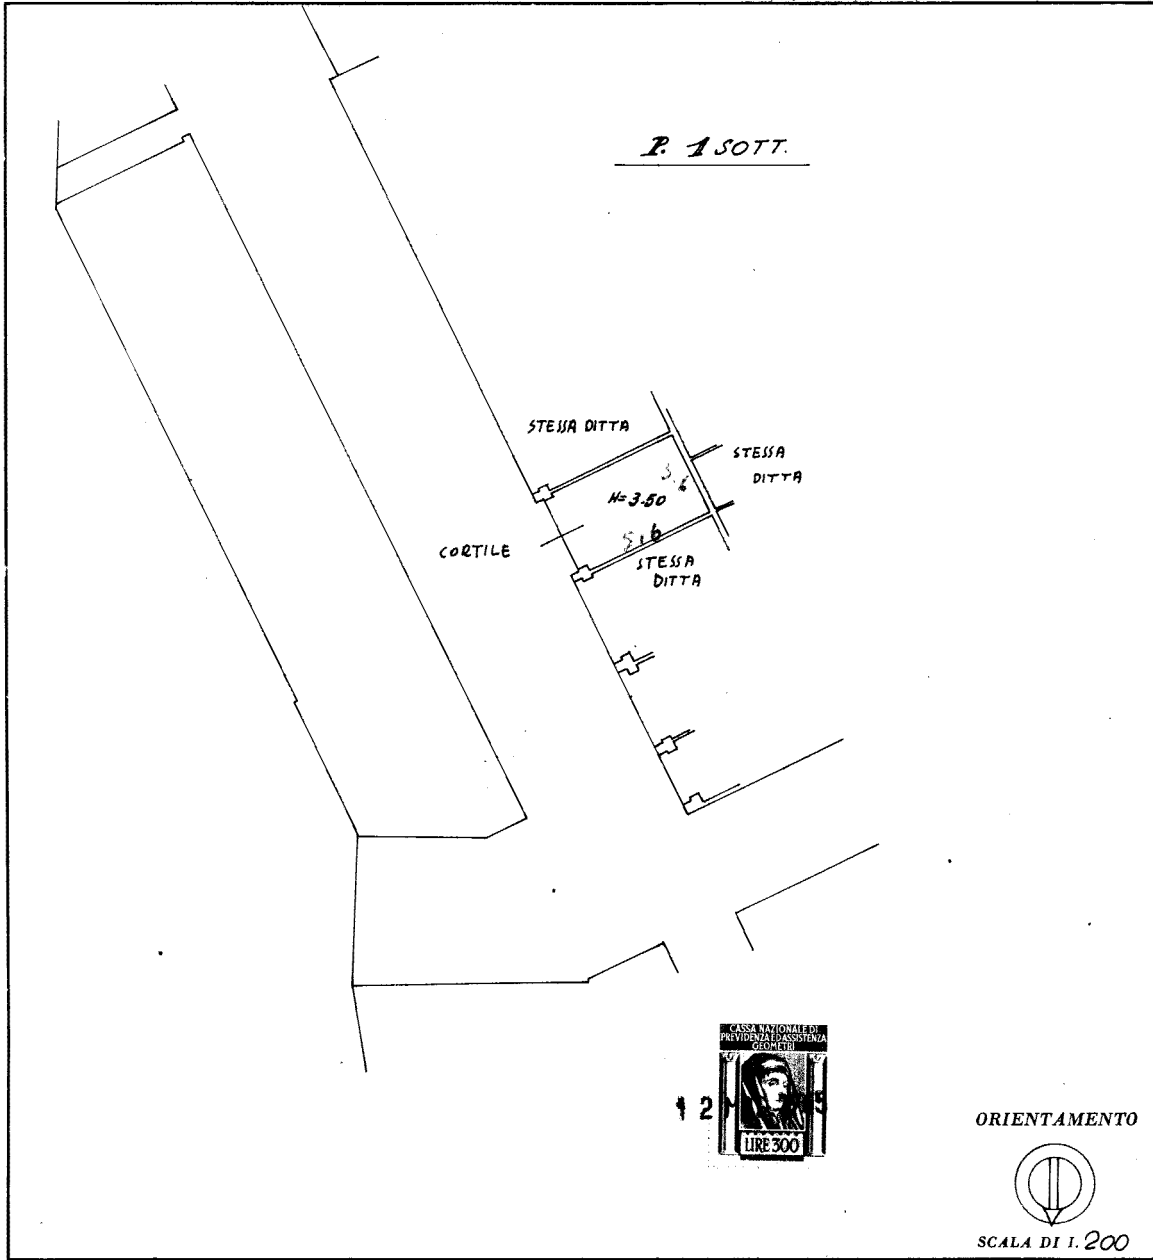 P. 1 SOTT.
STESSA DITTA
STESSA
DITTA
3.6
H=3.50
5.6
CORTILE
STESSA
DITTA
CASSA NAZIONALE DI
PREVIDENZA ED ASSISTENZA
GEOMETRI
12
LIRE 300
ORIENTAMENTO
SCALA DI 1. 200